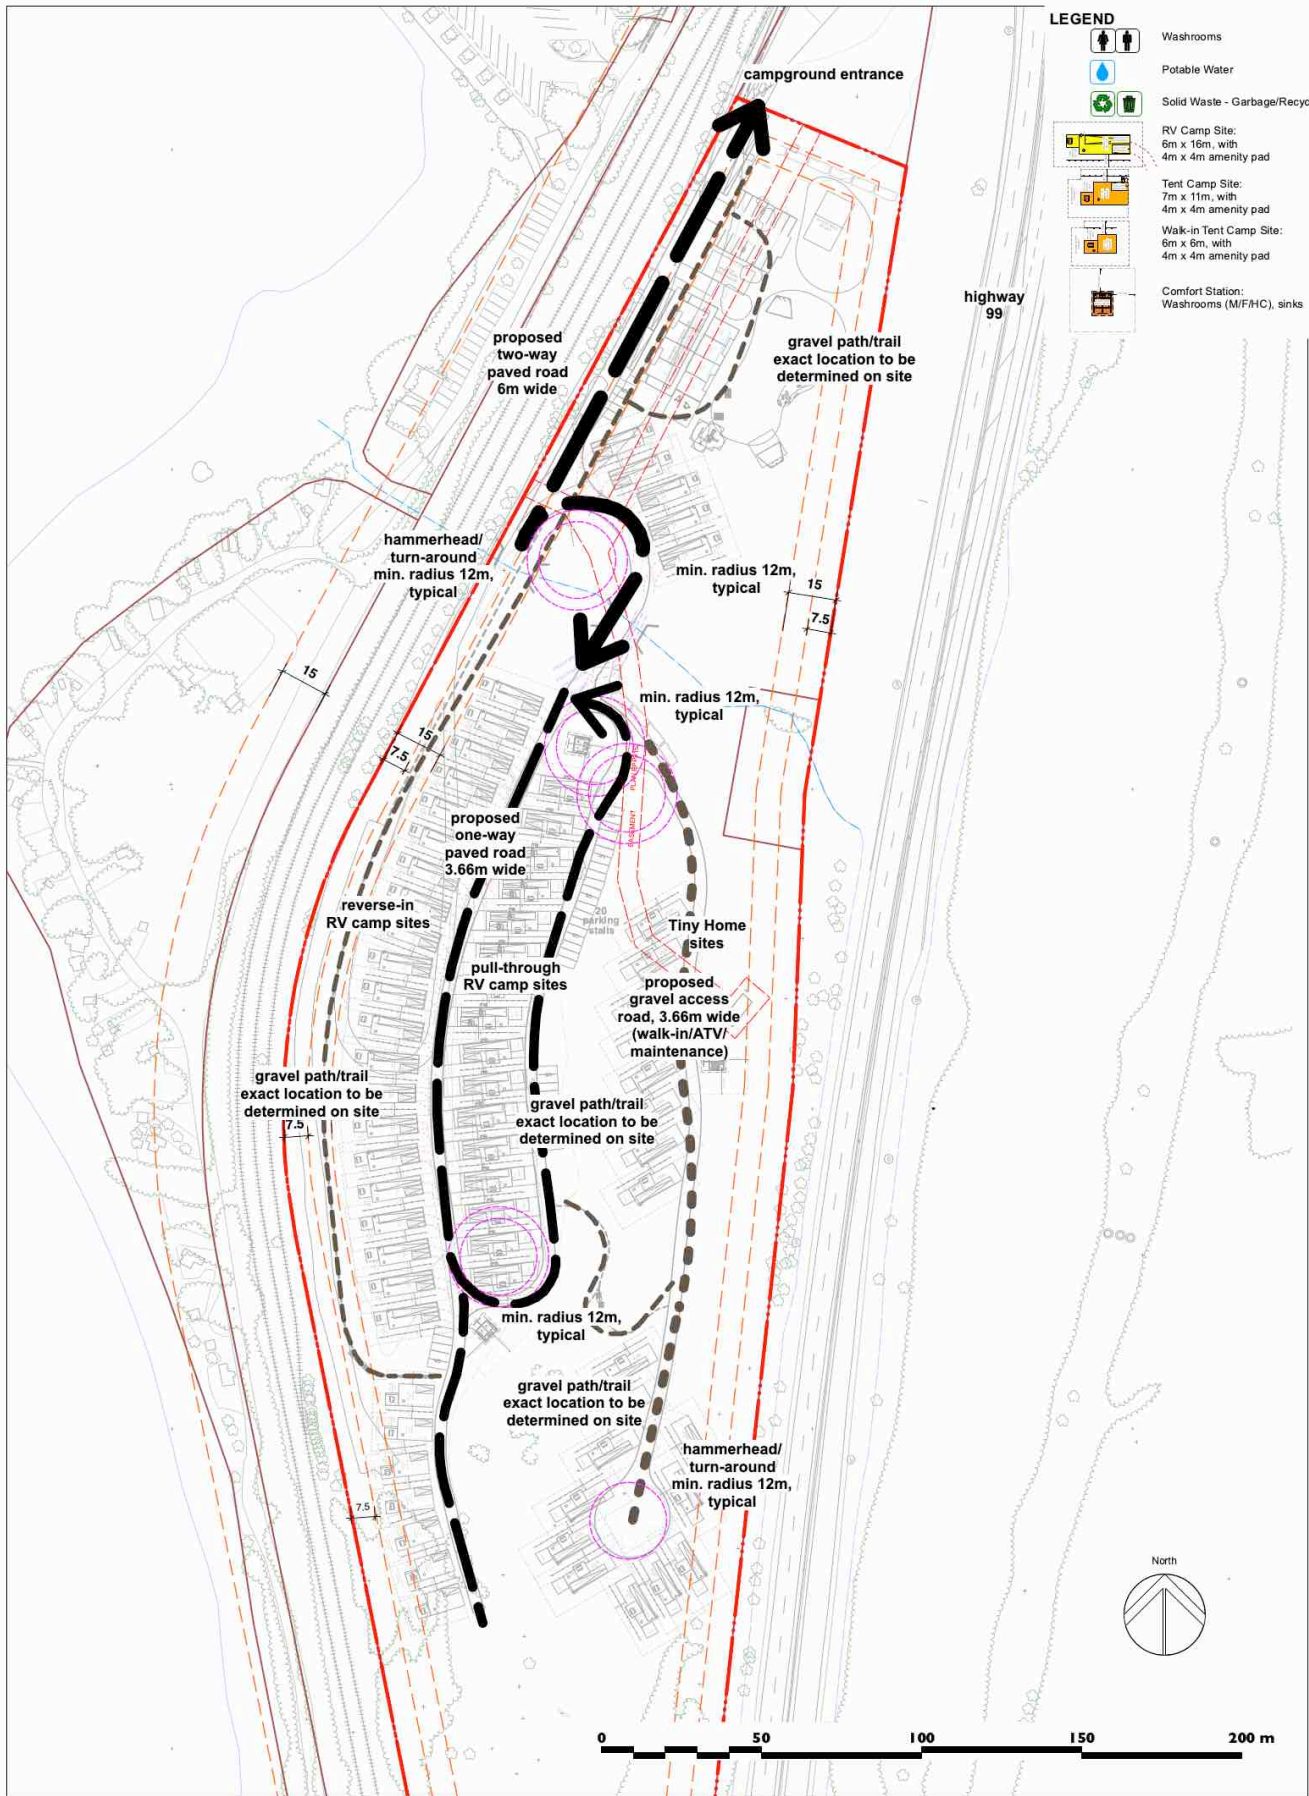 LEGEND
Washrooms
Potable Water
Solid Waste - Garbage/Recyc
RV Camp Site:
6m x 16m, with
4m x 4m amenity pad
Tent Camp Site:
7m x 11m, with
4m x 4m amenity pad
Walk-in Tent Camp Site:
6m x 6m, with
4m x 4m amenity pad
Comfort Station:
Washrooms (M/F/HC), sinks
campground entrance
highway
99
proposed
two-way
paved road
6m wide
gravel path/trail
exact location to be
determined on site
hammerhead/
turn-around
min. radius 12m,
typical
min. radius 12m,
typical
15
7.5
15
min. radius 12m,
typical
15
7.5
EASEMENT PLAN
proposed
one-way
paved road
3.66m wide
reverse-in
RV camp sites
20
parking
stalls
Tiny Home
sites
pull-through
RV camp sites
proposed
gravel access
road, 3.66m wide
(walk-in/ATV/
maintenance)
gravel path/trail
exact location to be
determined on site
7.5
gravel path/trail
exact location to be
determined on site
min. radius 12m,
typical
gravel path/trail
exact location to be
determined on site
hammerhead/
turn-around
min. radius 12m,
typical
7.5
North
0 50 100 150 200 m